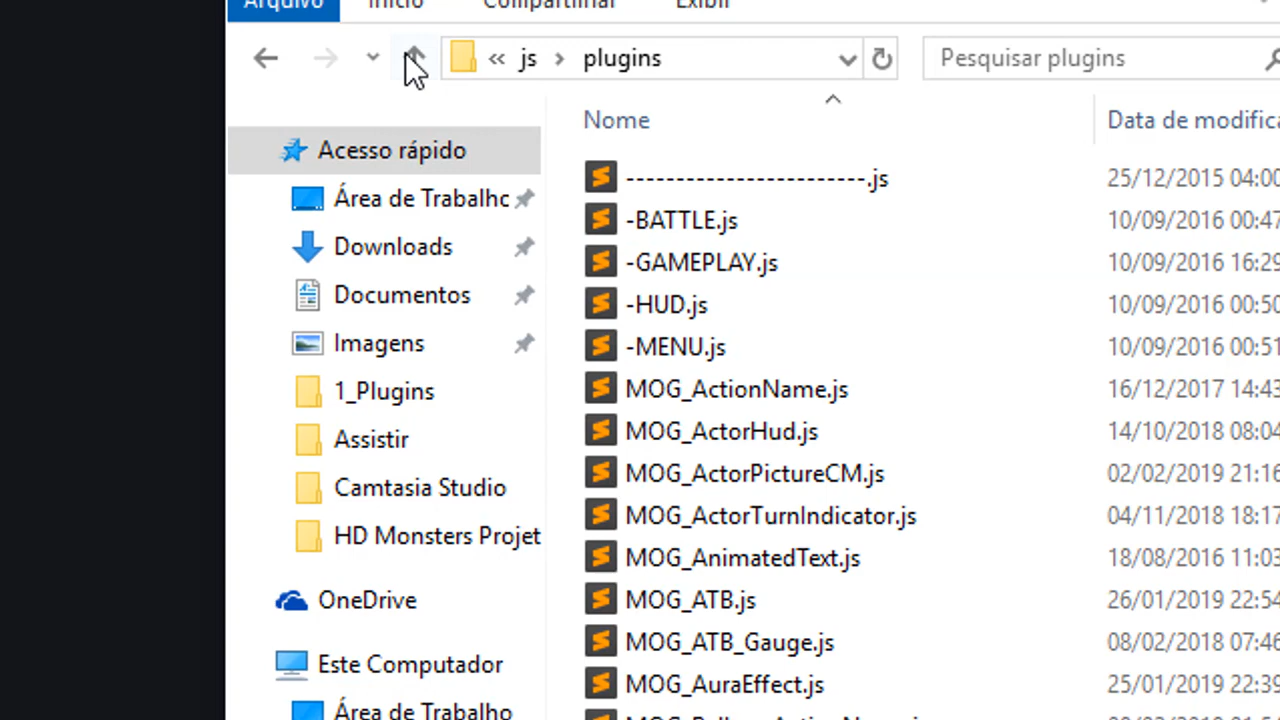 Arquivo Início Compartilhar Exibir
« js › plugins Pesquisar plugins
Nome Data de modifica
Acesso rápido
Área de Trabalhc
Downloads
Documentos
Imagens
1_Plugins
Assistir
Camtasia Studio
HD Monsters Projet
OneDrive
Este Computador
Área de Trabalho
------------------------.js 25/12/2015 04:00
-BATTLE.js 10/09/2016 00:47
-GAMEPLAY.js 10/09/2016 16:29
-HUD.js 10/09/2016 00:50
-MENU.js 10/09/2016 00:51
MOG_ActionName.js 16/12/2017 14:43
MOG_ActorHud.js 14/10/2018 08:04
MOG_ActorPictureCM.js 02/02/2019 21:16
MOG_ActorTurnIndicator.js 04/11/2018 18:17
MOG_AnimatedText.js 18/08/2016 11:03
MOG_ATB.js 26/01/2019 22:54
MOG_ATB_Gauge.js 08/02/2018 07:46
MOG_AuraEffect.js 25/01/2019 22:39